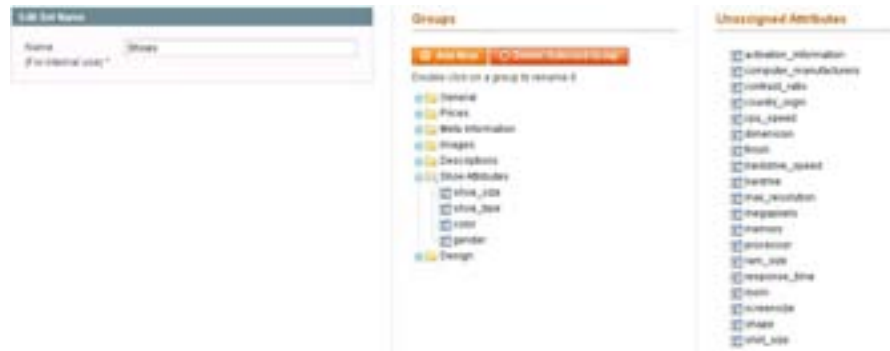 Edit Set Name
Name
(For internal use) *
Shoes
Groups
Add New
Delete Selected Group
Double click on a group to rename it
General
Prices
Meta Information
Images
Descriptions
Shoe Attributes
shoe_size
shoe_type
color
gender
Design
Unassigned Attributes
activation_information
computer_manufacturers
contrast_ratio
country_orgin
cpu_speed
dimension
finish
harddrive_speed
hardrive
max_resolution
megapixels
memory
processor
ram_size
response_time
room
screensize
shape
shirt_size